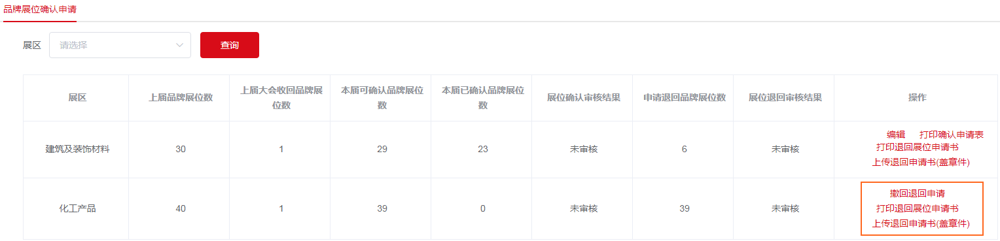 品牌展位确认申请
展区 请选择 查询
展区 上届品牌展位数 上届大会收回品牌展位数 本届可确认品牌展位数 本届已确认品牌展位数 展位确认审核结果 申请退回品牌展位数 展位退回审核结果 操作
建筑及装饰材料 30 1 29 23 未审核 6 未审核 编辑 打印确认申请表
打印退回展位申请书
上传退回申请书(盖章件)
化工产品 40 1 39 0 未审核 39 未审核 撤回退回申请
打印退回展位申请书
上传退回申请书(盖章件)